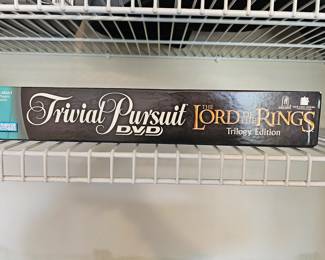 Trivial Pursuit
DVD
THE
LORD OF THE RINGS
Trilogy Edition